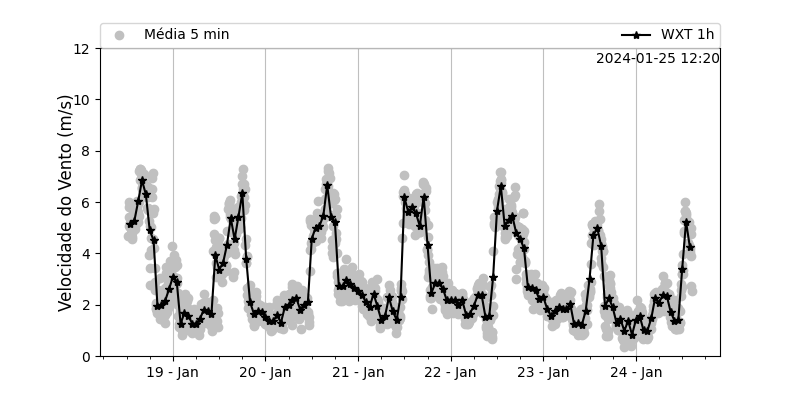 Média 5 min
WXT 1h
2024-01-25 12:20
Velocidade do Vento (m/s)
12
10
8
6
4
2
0
19 - Jan
20 - Jan
21 - Jan
22 - Jan
23 - Jan
24 - Jan